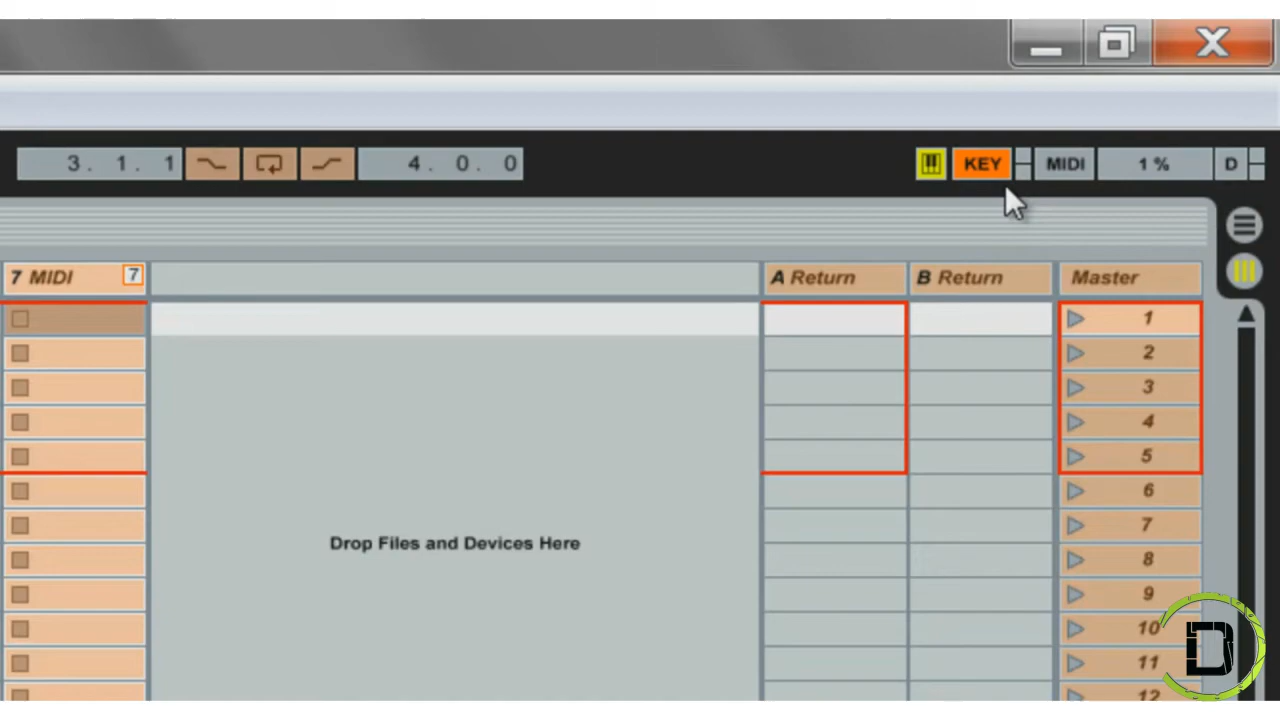 3. 1. 1
4. 0. 0
KEY
MIDI
1 %
D
7 MIDI
7
A Return
B Return
Master
1
2
3
4
5
6
Drop Files and Devices Here
7
8
9
10
11
12
D